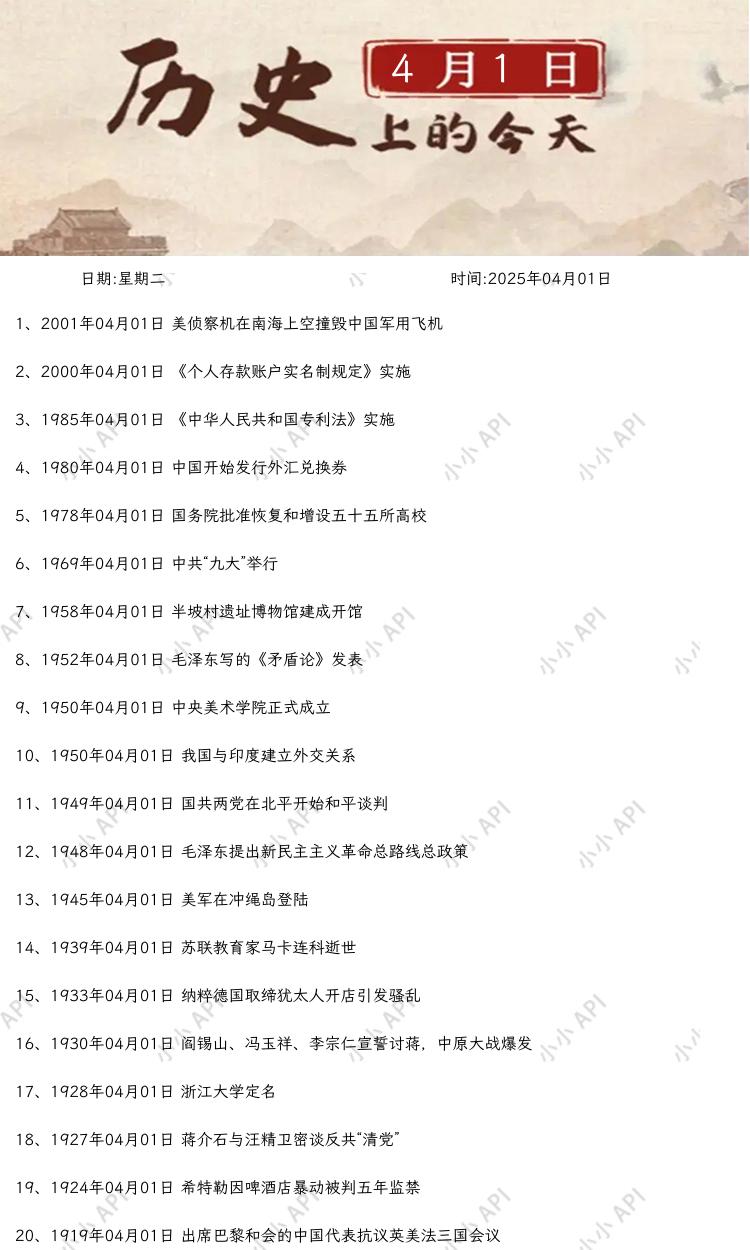 历史
4月1日
上的今天
日期:星期二
时间:2025年04月01日
1、2001年04月01日 美侦察机在南海上空撞毁中国军用飞机
2、2000年04月01日 《个人存款账户实名制规定》实施
3、1985年04月01日 《中华人民共和国专利法》实施
4、1980年04月01日 中国开始发行外汇兑换券
5、1978年04月01日 国务院批准恢复和增设五十五所高校
6、1969年04月01日 中共“九大”举行
7、1958年04月01日 半坡村遗址博物馆建成开馆
8、1952年04月01日 毛泽东写的《矛盾论》发表
9、1950年04月01日 中央美术学院正式成立
10、1950年04月01日 我国与印度建立外交关系
11、1949年04月01日 国共两党在北平开始和平谈判
12、1948年04月01日 毛泽东提出新民主主义革命总路线总政策
13、1945年04月01日 美军在冲绳岛登陆
14、1939年04月01日 苏联教育家马卡连科逝世
15、1933年04月01日 纳粹德国取缔犹太人开店引发骚乱
16、1930年04月01日 阎锡山、冯玉祥、李宗仁宣誓讨蒋，中原大战爆发
17、1928年04月01日 浙江大学定名
18、1927年04月01日 蒋介石与汪精卫密谈反共“清党”
19、1924年04月01日 希特勒因啤酒店暴动被判五年监禁
20、1919年04月01日 出席巴黎和会的中国代表抗议英美法三国会议
小小 API